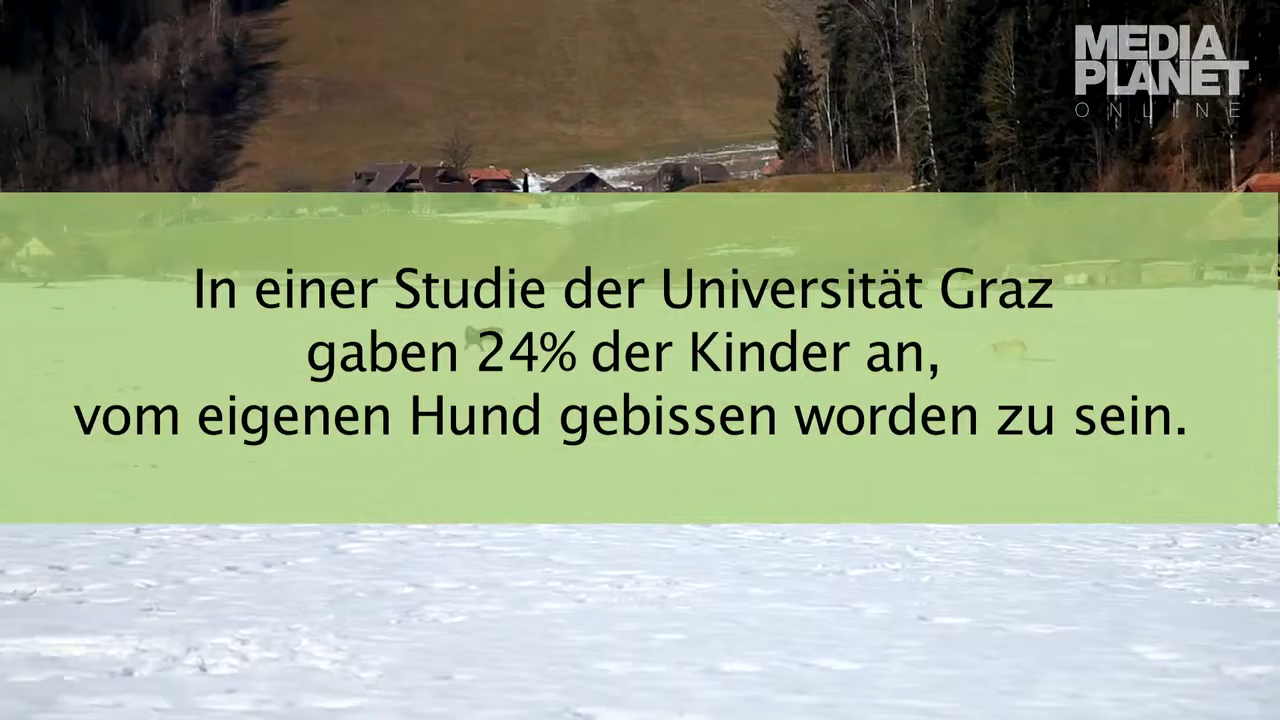 MEDIA
PLANET
ONLINE
In einer Studie der Universität Graz
gaben 24% der Kinder an,
vom eigenen Hund gebissen worden zu sein.